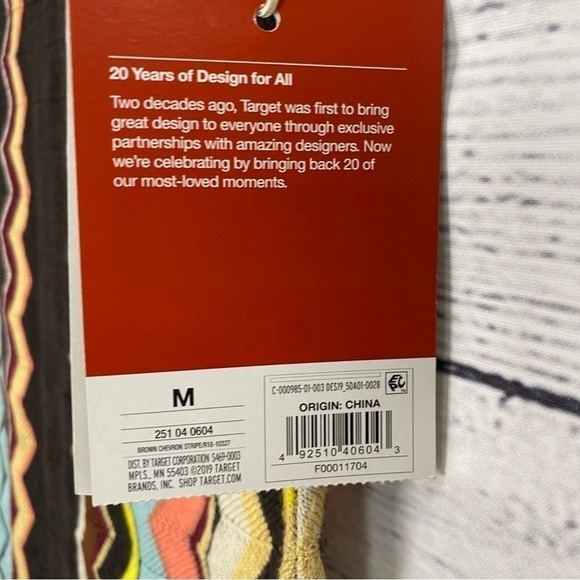 20 Years of Design for All
Two decades ago, Target was first to bring
great design to everyone through exclusive
partnerships with amazing designers. Now
we're celebrating by bringing back 20 of
our most-loved moments.
M
251 04 0604
BROWN CHEVRON STRIPE/R16-10327
DIST. BY TARGET CORPORATION S469-0003
MPLS., MN 55403 ©2019 TARGET
BRANDS, INC. SHOP TARGET.COM
C-000985-01-003 DES19_50A01-0028
ORIGIN: CHINA
4 92510 40604 3
F00011704